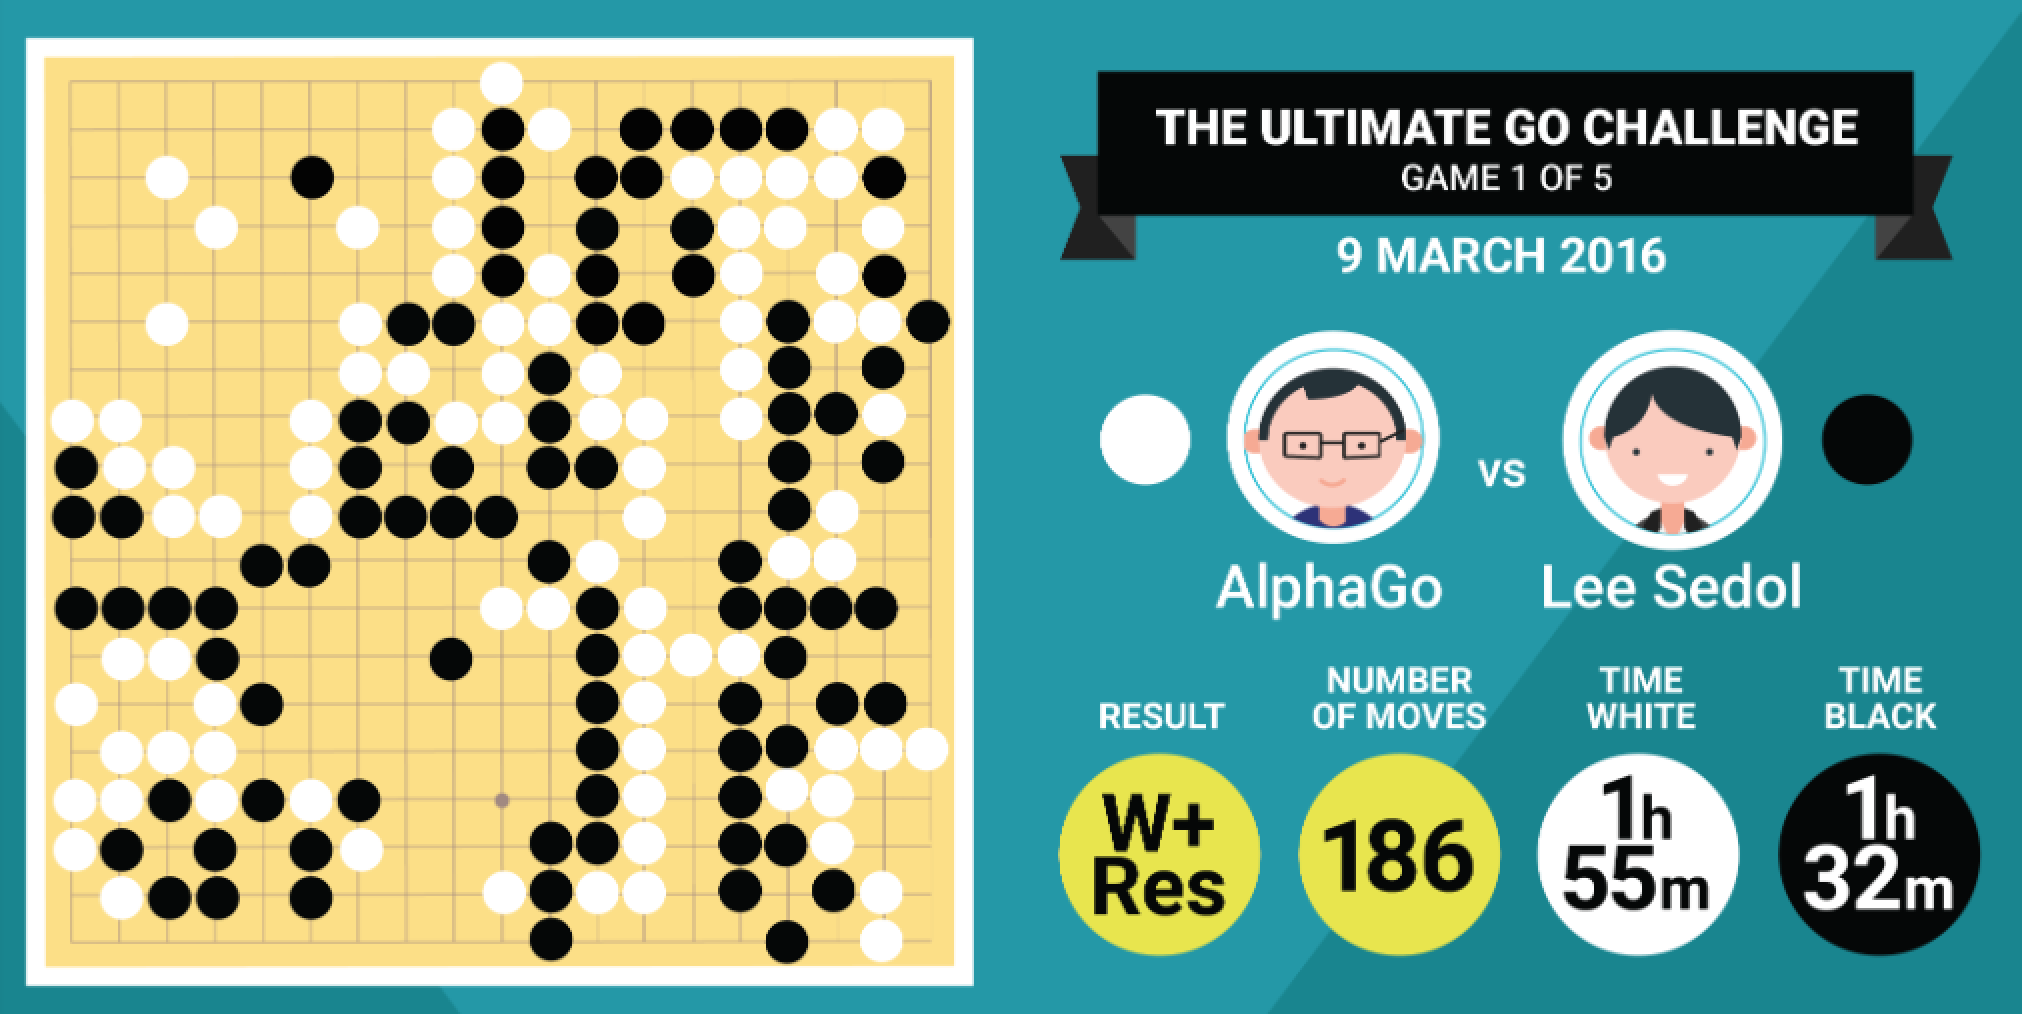 THE ULTIMATE GO CHALLENGE
GAME 1 OF 5
9 MARCH 2016
vs
AlphaGo
Lee Sedol
RESULT
W+
Res
NUMBER
OF MOVES
186
TIME
WHITE
1h
55m
TIME
BLACK
1h
32m